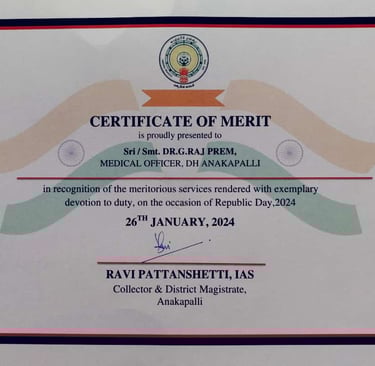 CERTIFICATE OF MERIT
is proudly presented to
Sri / Smt. DR.G.RAJ PREM,
MEDICAL OFFICER, DH ANAKAPALLI
in recognition of the meritorious services rendered with exemplary
devotion to duty, on the occasion of Republic Day,2024
26TH JANUARY, 2024
RAVI PATTANSHETTI, IAS
Collector & District Magistrate,
Anakapalli